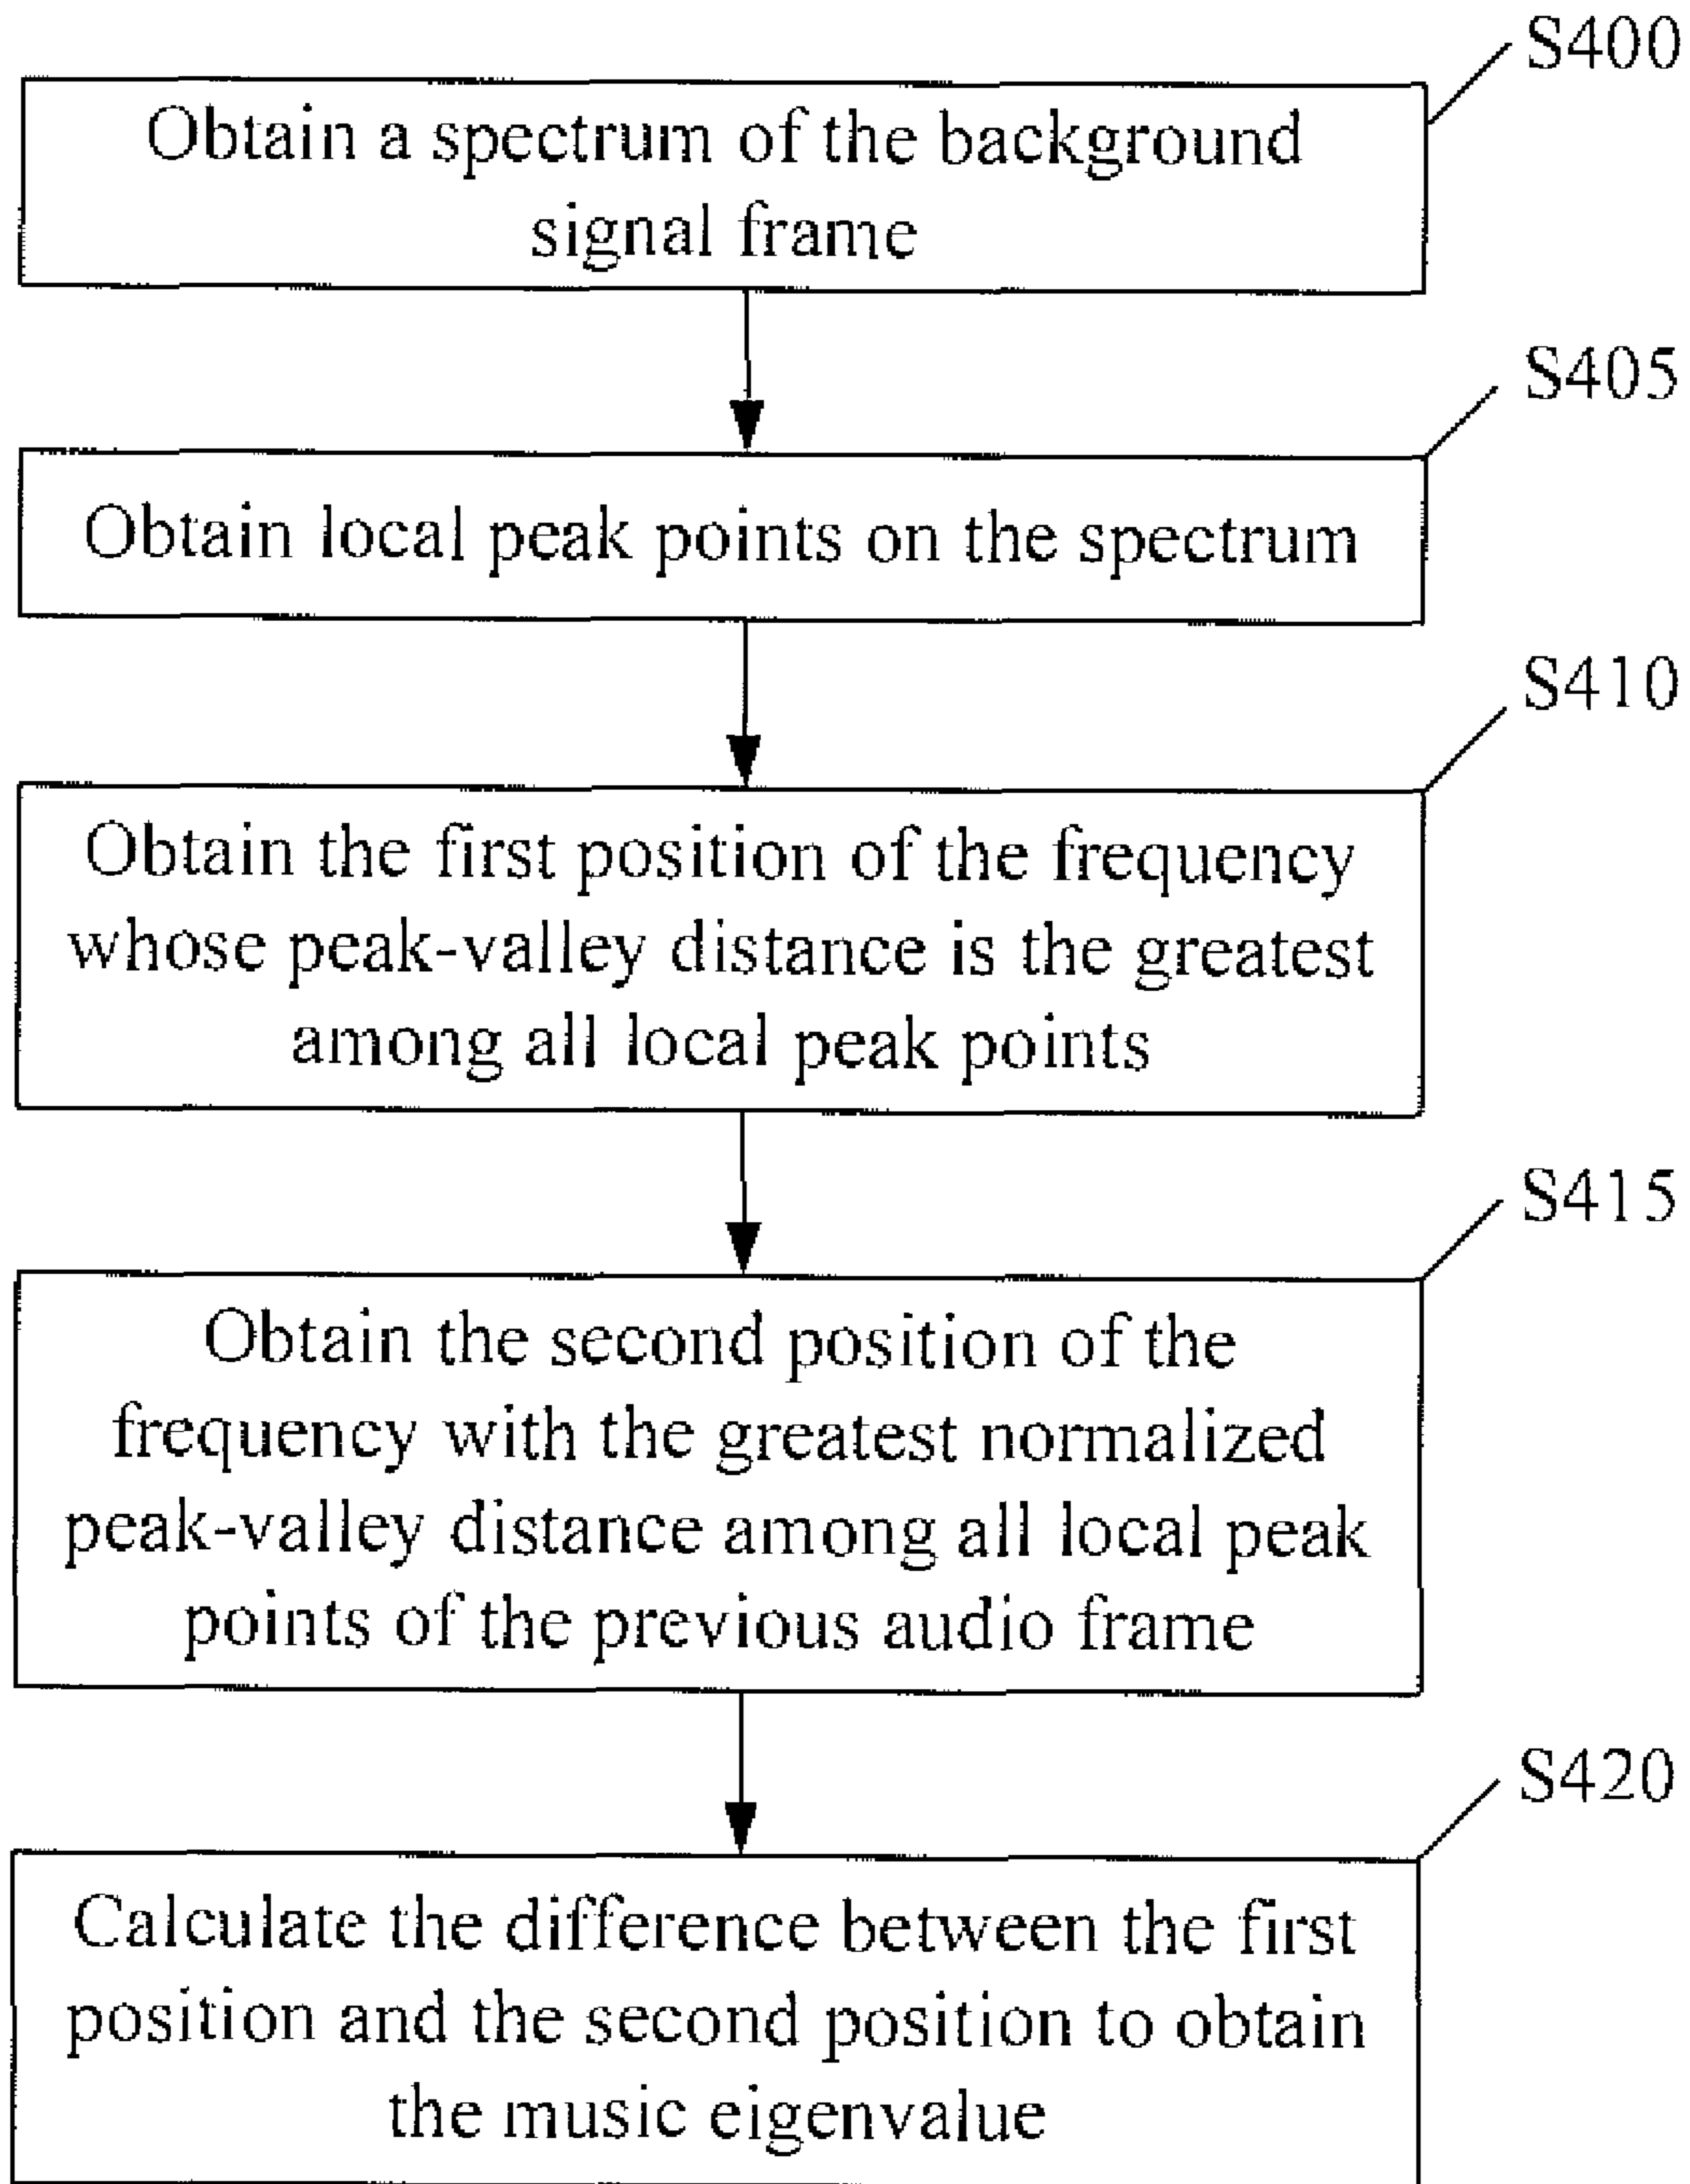 S400
Obtain a spectrum of the background
signal frame
S405
Obtain local peak points on the spectrum
S410
Obtain the first position of the frequency
whose peak-valley distance is the greatest
among all local peak points
S415
Obtain the second position of the
frequency with the greatest normalized
peak-valley distance among all local peak
points of the previous audio frame
S420
Calculate the difference between the first
position and the second position to obtain
the music eigenvalue